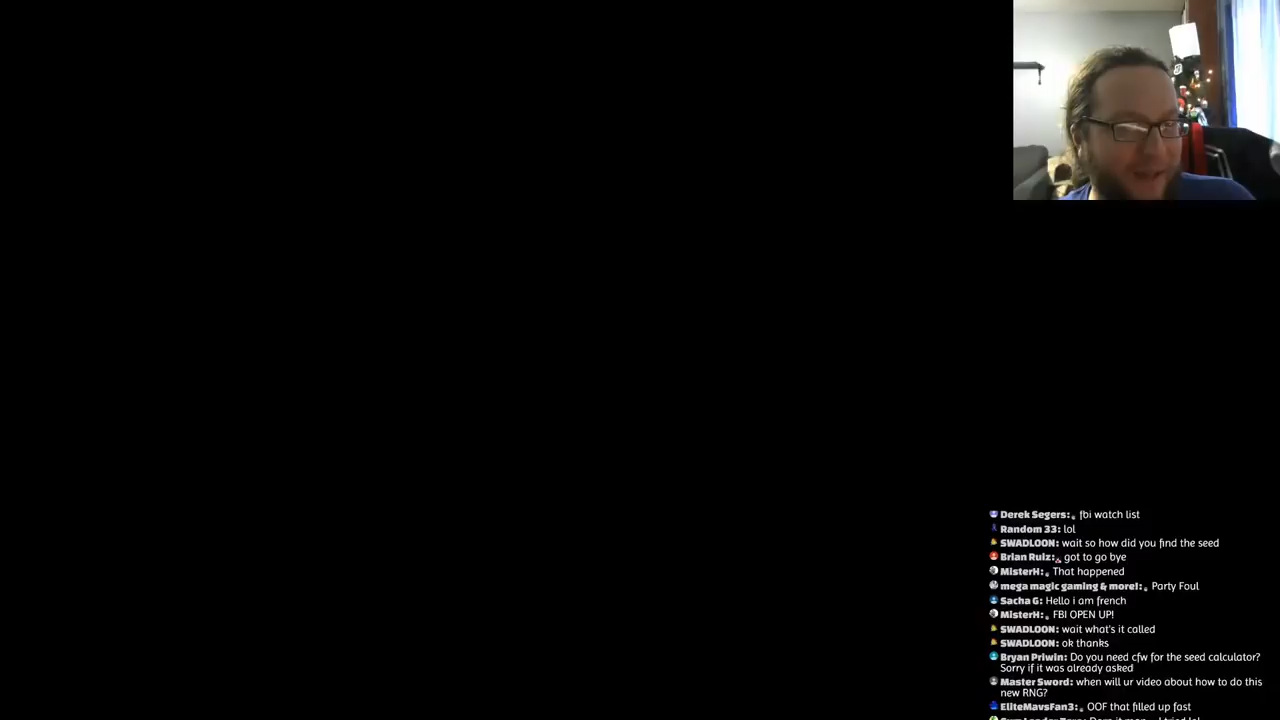 Derek Segers: fbi watch list
Random 33: lol
SWADLOON: wait so how did you find the seed
Brian Ruiz: got to go bye
MisterH: That happened
mega magic gaming & more!: Party Foul
Sacha G: Hello i am french
MisterH: FBI OPEN UP!
SWADLOON: wait what's it called
SWADLOON: ok thanks
Bryan Priwin: Do you need cfw for the seed calculator?
Sorry if it was already asked
Master Sword: when will ur video about how to do this
new RNG?
EliteMavsFan3: OOF that filled up fast